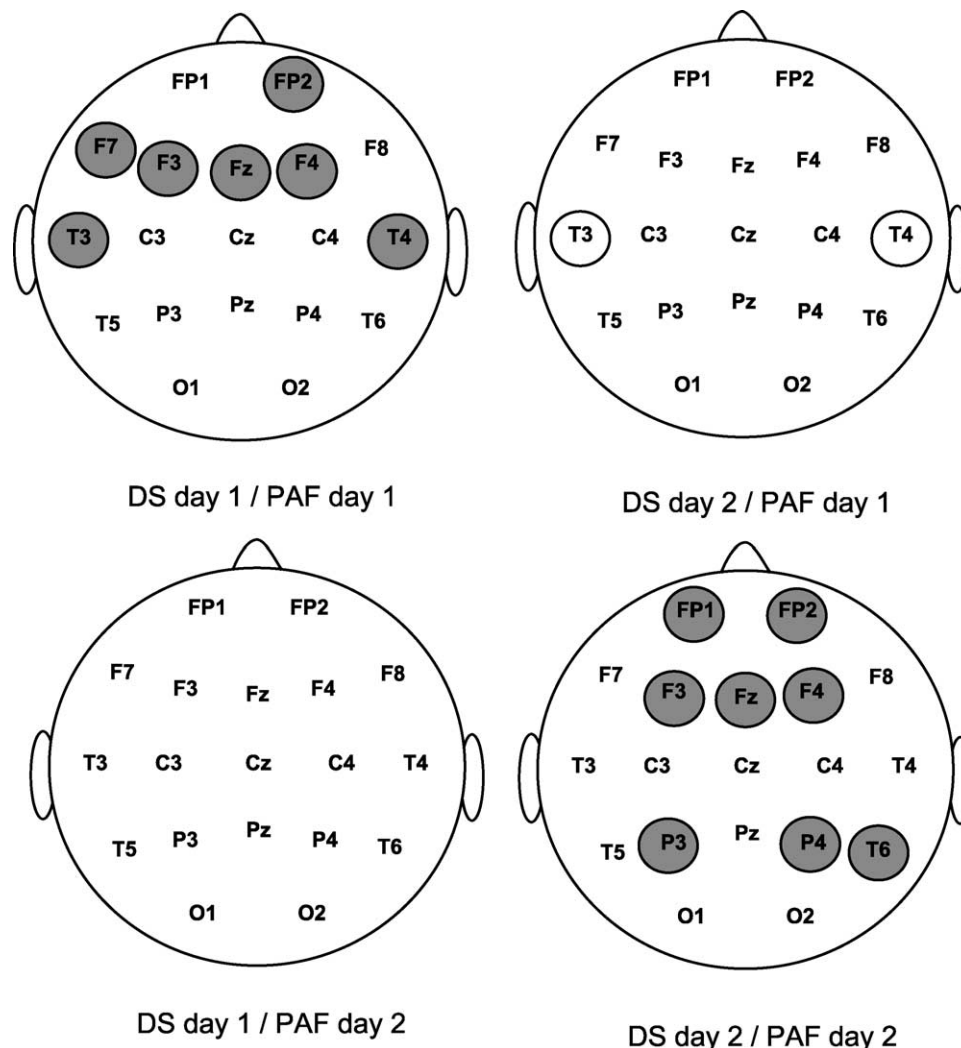 FP1 FP2
F7 F3 Fz F4 F8
T3 C3 Cz C4 T4
T5 P3 Pz P4 T6
O1 O2
DS day 1 / PAF day 1
FP1 FP2
F7 F3 Fz F4 F8
T3 C3 Cz C4 T4
T5 P3 Pz P4 T6
O1 O2
DS day 2 / PAF day 1
FP1 FP2
F7 F3 Fz F4 F8
T3 C3 Cz C4 T4
T5 P3 Pz P4 T6
O1 O2
DS day 1 / PAF day 2
FP1 FP2
F7 F3 Fz F4 F8
T3 C3 Cz C4 T4
T5 P3 Pz P4 T6
O1 O2
DS day 2 / PAF day 2